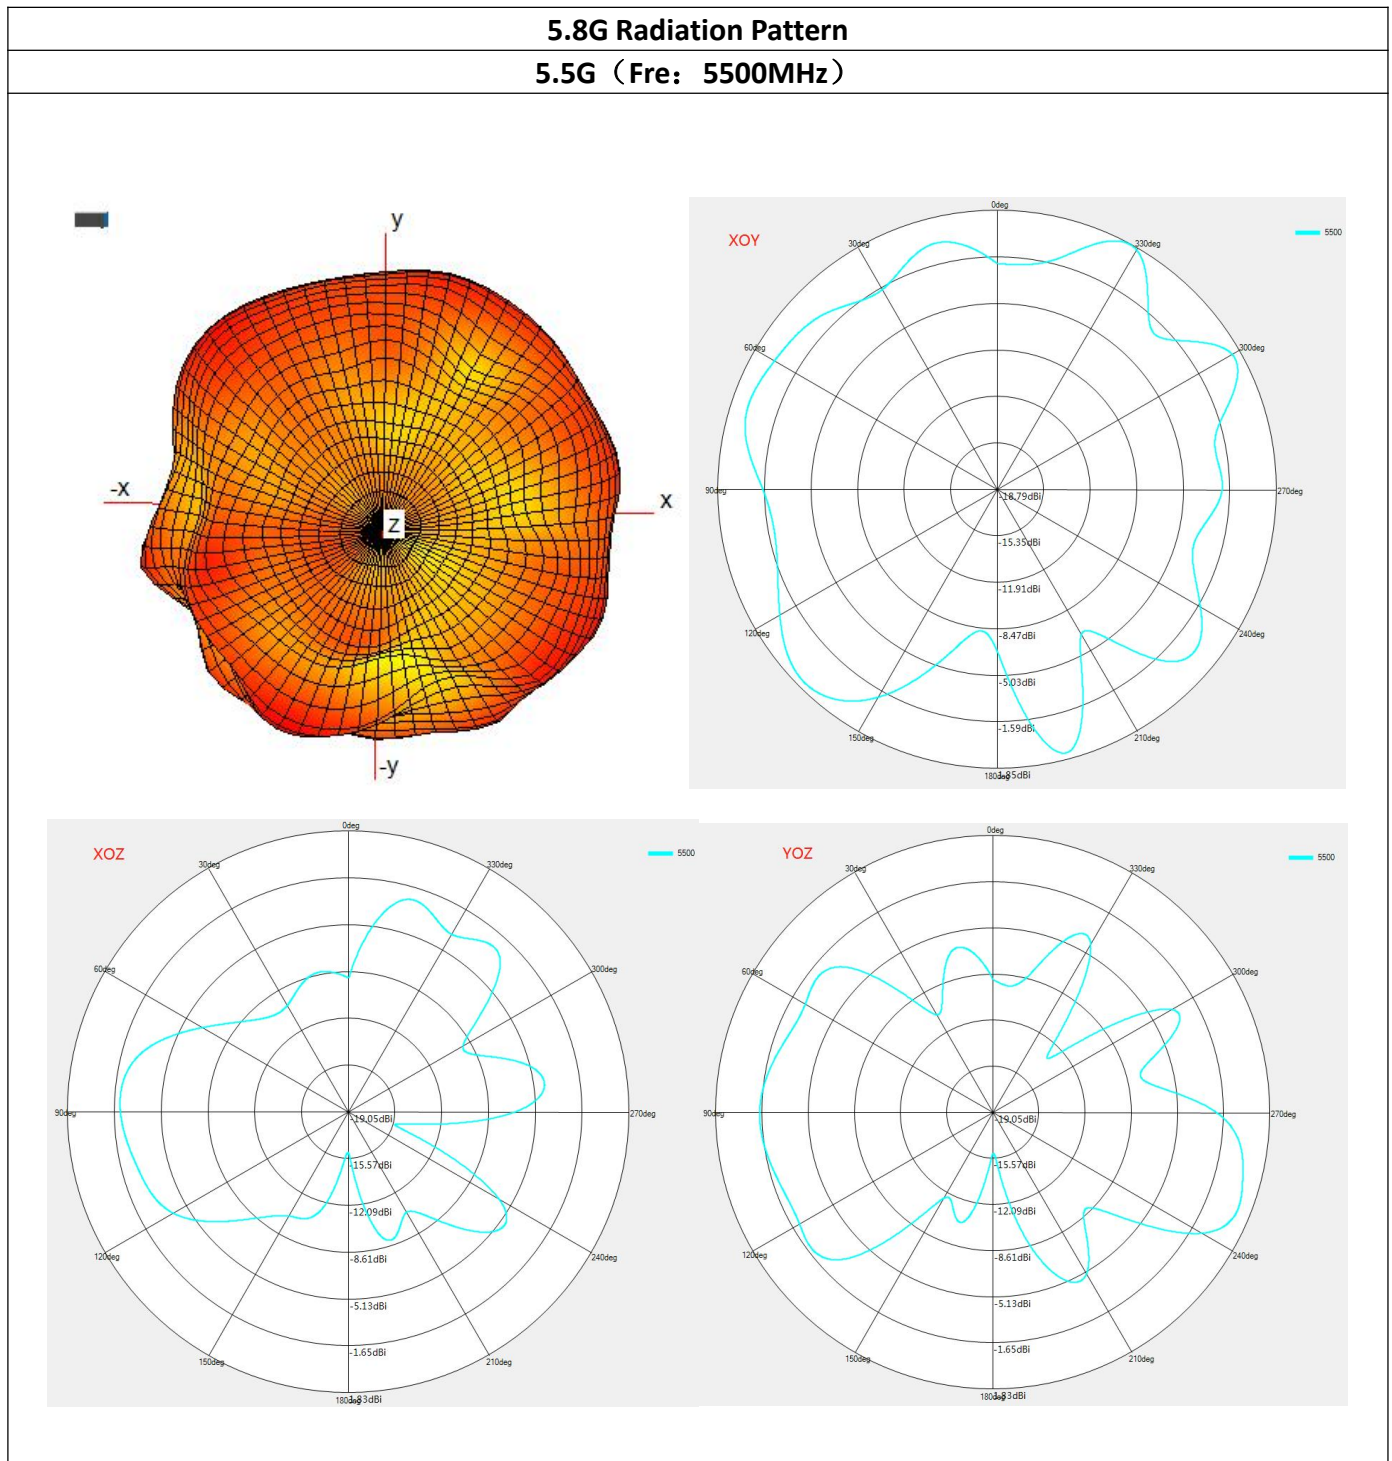 5.8G Radiation Pattern
5.5G（Fre：5500MHz）
y
-x
x
z
-y
XOY
5500
0deg
30deg
330deg
60deg
300deg
90deg
270deg
120deg
240deg
150deg
210deg
180deg
-18.79dBi
-15.35dBi
-11.91dBi
-8.47dBi
-5.03dBi
-1.59dBi
1.85dBi
XOZ
5500
0deg
30deg
330deg
60deg
300deg
90deg
270deg
120deg
240deg
150deg
210deg
180deg
-19.05dBi
-15.57dBi
-12.09dBi
-8.61dBi
-5.13dBi
-1.65dBi
1.83dBi
YOZ
5500
0deg
30deg
330deg
60deg
300deg
90deg
270deg
120deg
240deg
150deg
210deg
180deg
-19.05dBi
-15.57dBi
-12.09dBi
-8.61dBi
-5.13dBi
-1.65dBi
1.83dBi